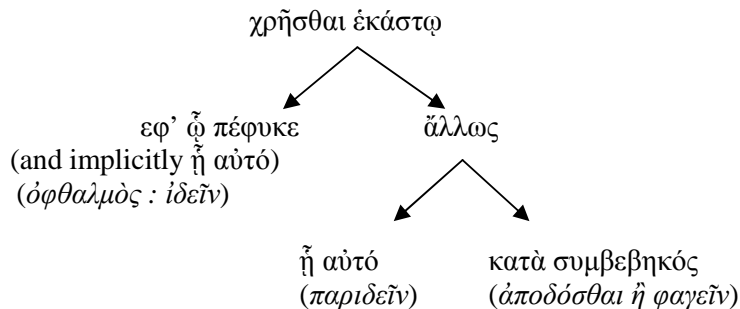 χρῆσθαι ἑκάστῳ
εφ’ ᾧ πέφυκε ἄλλως
(and implicitly ᾗ αὐτό)
(ὀφθαλμὸς : ἰδεῖν)
ᾗ αὐτό κατὰ συμβεβηκός
(παριδεῖν) (ἀποδόσθαι ἢ φαγεῖν)